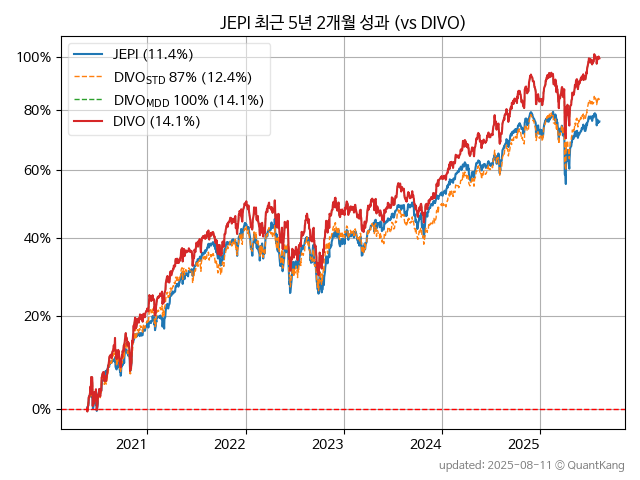 JEPI 최근 5년 2개월 성과 (vs DIVO)
JEPI (11.4%)
DIVO_STD 87% (12.4%)
DIVO_MDD 100% (14.1%)
DIVO (14.1%)
100%
80%
60%
40%
20%
0%
2021 2022 2023 2024 2025
updated: 2025-08-11 © QuantKang